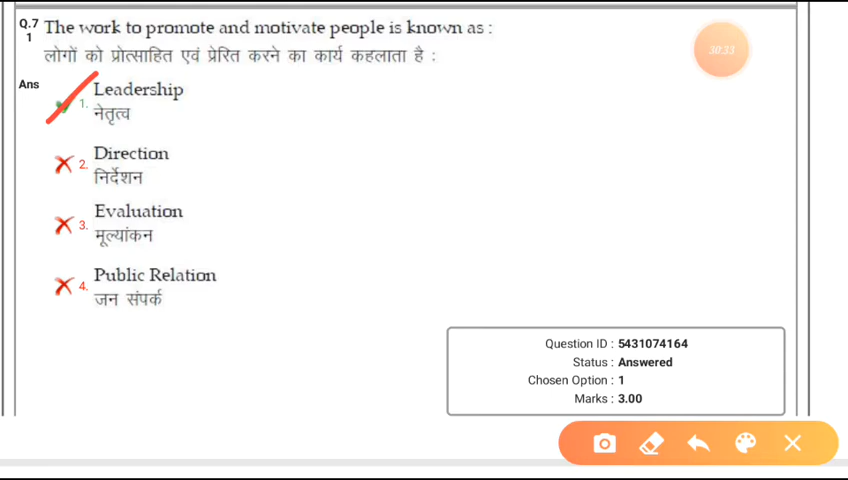 Q.7 The work to promote and motivate people is known as :
1
लोगों को प्रोत्साहित एवं प्रेरित करने का कार्य कहलाता है :
30:33
Ans
1. Leadership
नेतृत्व
2. Direction
निर्देशन
3. Evaluation
मूल्यांकन
4. Public Relation
जन संपर्क
Question ID : 5431074164
Status : Answered
Chosen Option : 1
Marks : 3.00